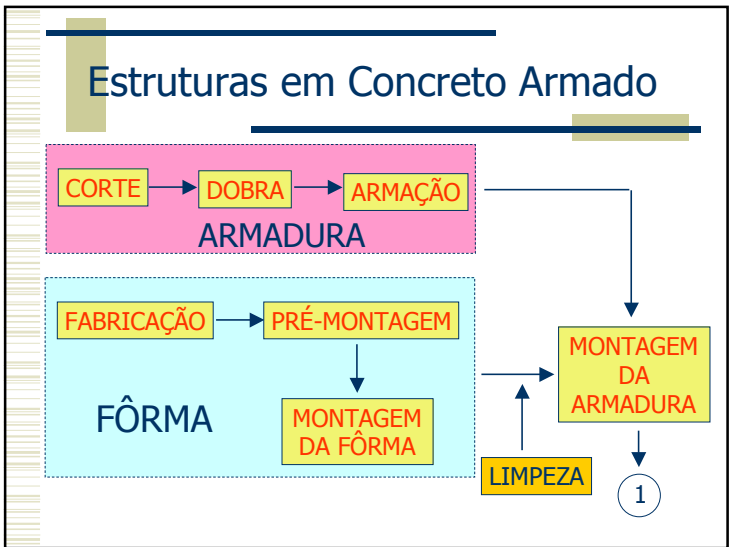 Estruturas em Concreto Armado
CORTE
DOBRA
ARMAÇÃO
ARMADURA
FABRICAÇÃO
PRÉ-MONTAGEM
FÔRMA
MONTAGEM
DA FÔRMA
MONTAGEM
DA
ARMADURA
LIMPEZA
1